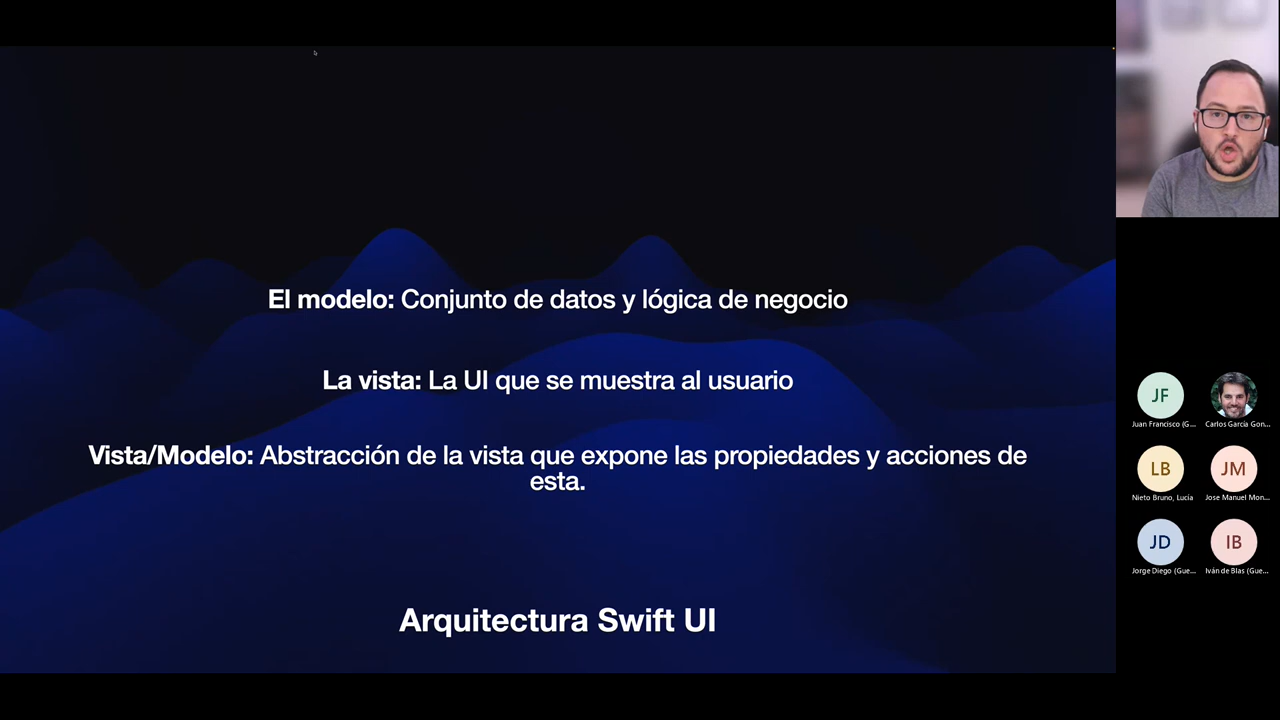 El modelo: Conjunto de datos y lógica de negocio
La vista: La UI que se muestra al usuario
Vista/Modelo: Abstracción de la vista que expone las propiedades y acciones de
esta.
Arquitectura Swift UI
JF
Juan Francisco (G...
Carlos García Gon...
LB
Nieto Bruno, Lucía
JM
Jose Manuel Mon...
JD
Jorge Diego (Gue...
IB
Iván de Blas (Gue...